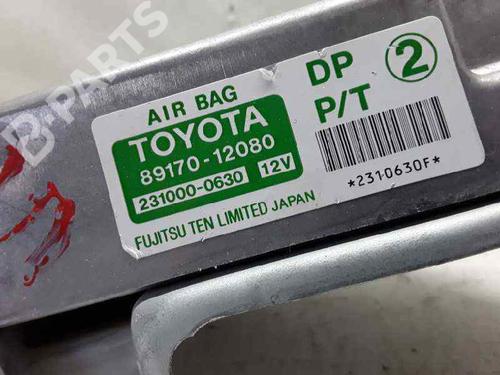 B-PARTS
AIR BAG
TOYOTA
89170-12080
231000-0630 12V
FUJITSU TEN LIMITED JAPAN
DP 2
P/T
*2310630F*